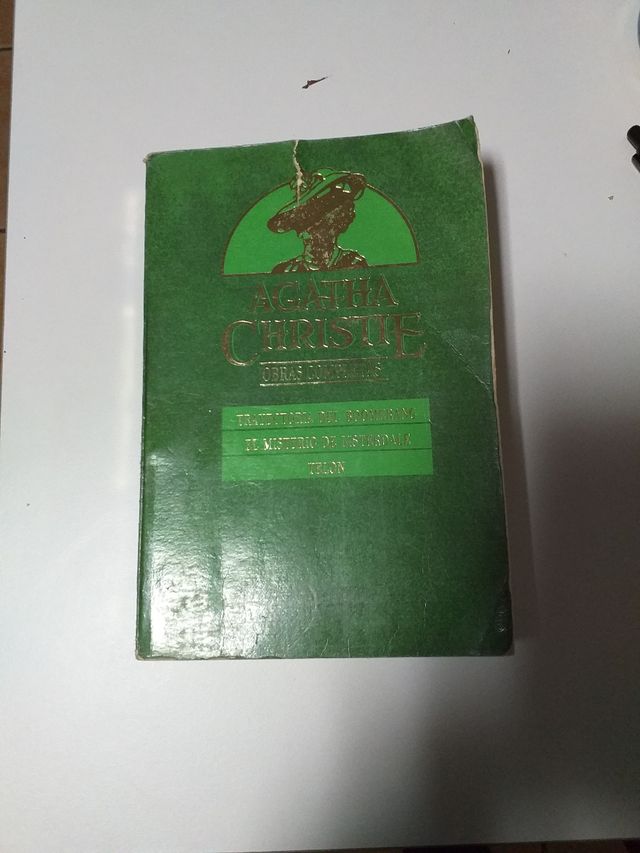 AGATHA
CHRISTIE
OBRAS COMPLETAS
TRAYECTORIA DEL BOOMERANG
EL MISTERIO DE LISTERDALE
TELON